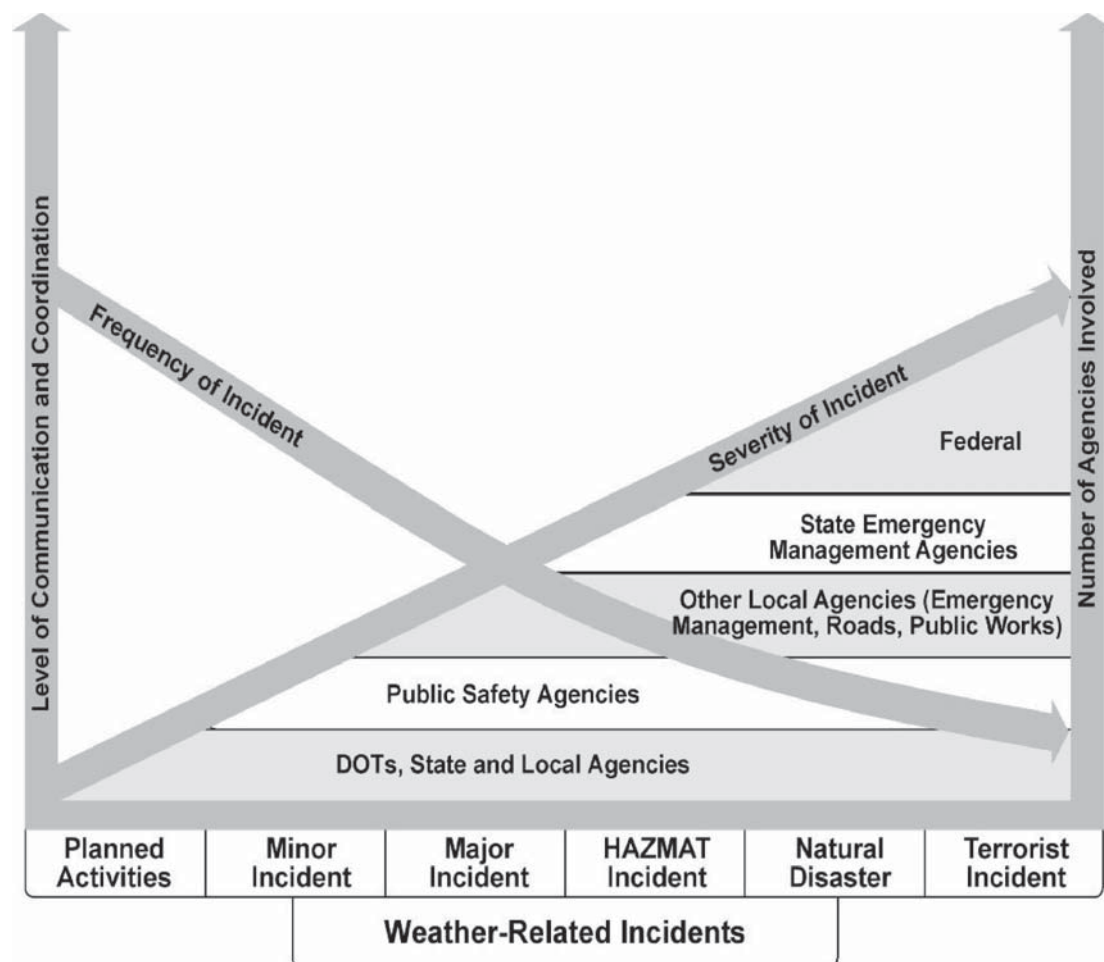 Level of Communication and Coordination
Number of Agencies Involved
Frequency of Incident
Severity of Incident
Federal
State Emergency
Management Agencies
Other Local Agencies (Emergency
Management, Roads, Public Works)
Public Safety Agencies
DOTs, State and Local Agencies
Planned
Activities
Minor
Incident
Major
Incident
HAZMAT
Incident
Natural
Disaster
Terrorist
Incident
Weather-Related Incidents